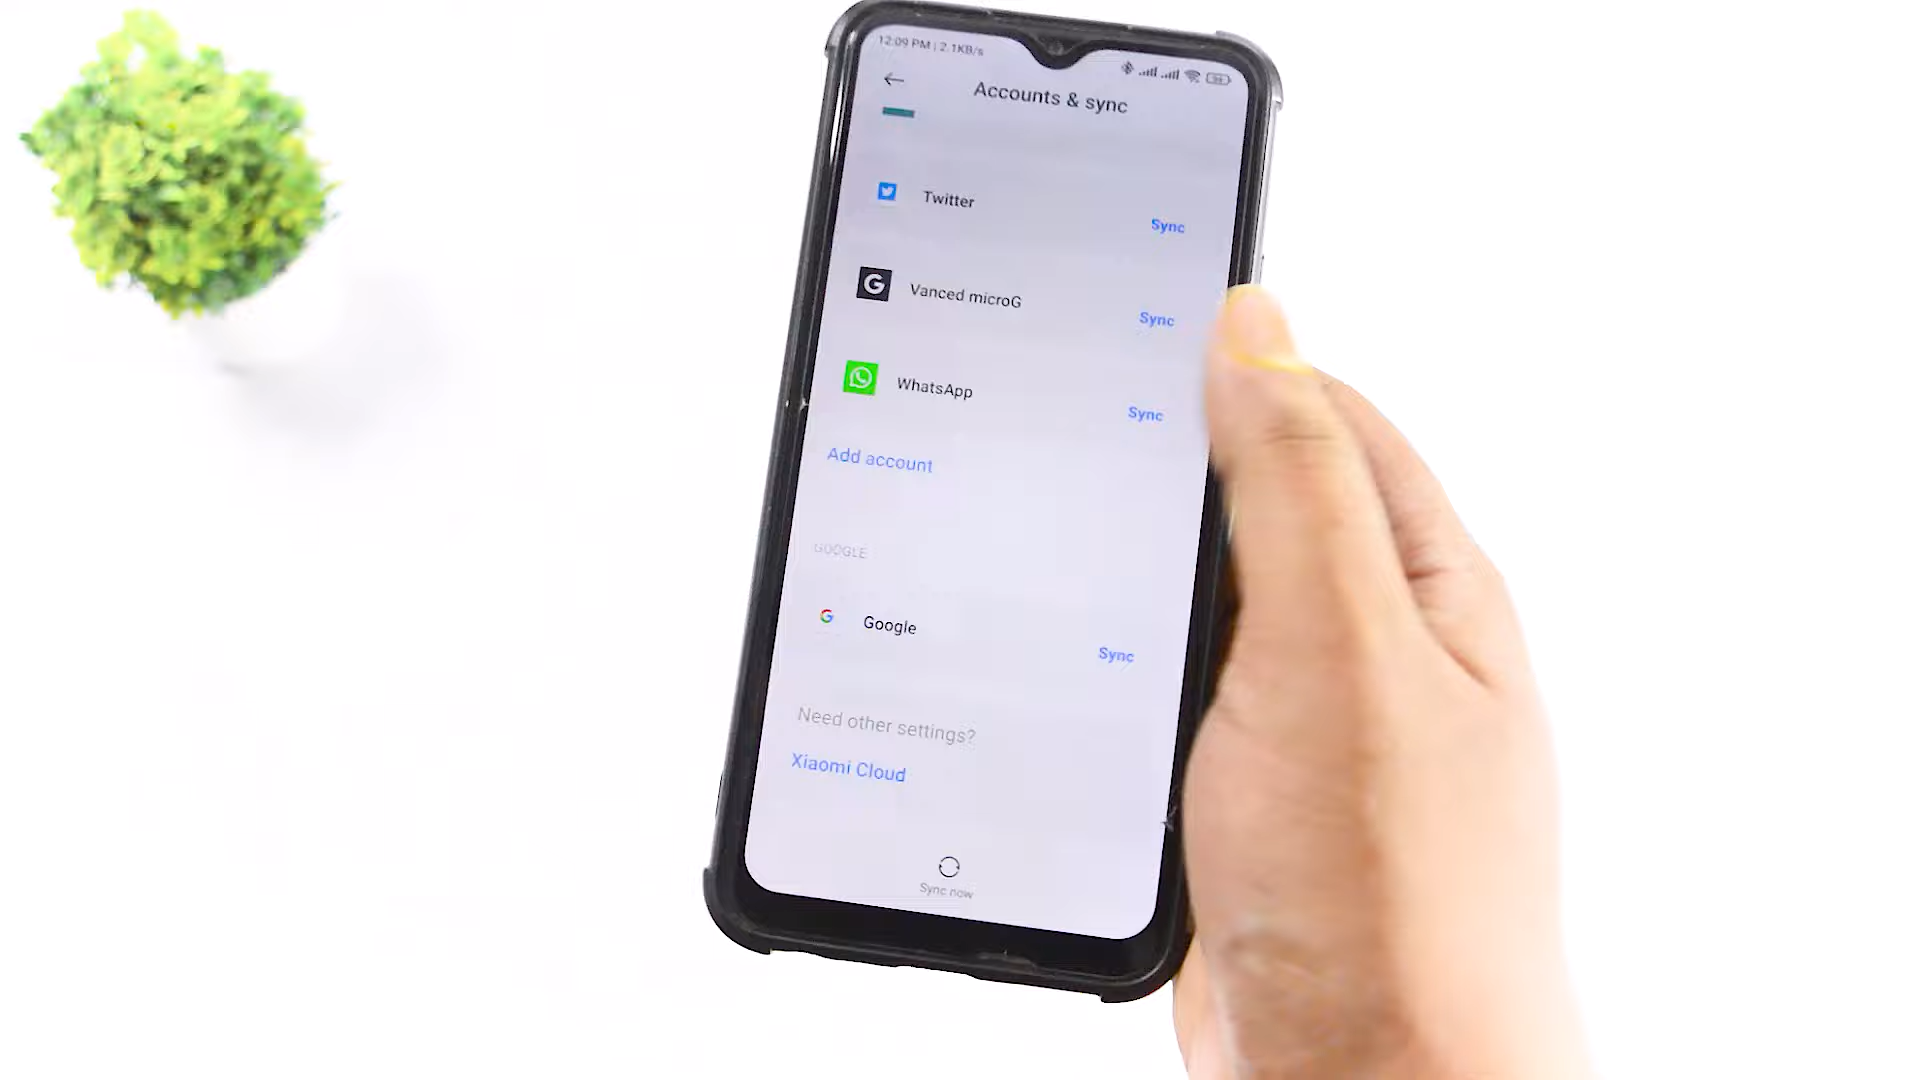 12:09 PM | 2.1KB/s
Accounts & sync
Twitter
Sync
Vanced microG
Sync
WhatsApp
Sync
Add account
GOOGLE
Google
Sync
Need other settings?
Xiaomi Cloud
Sync now